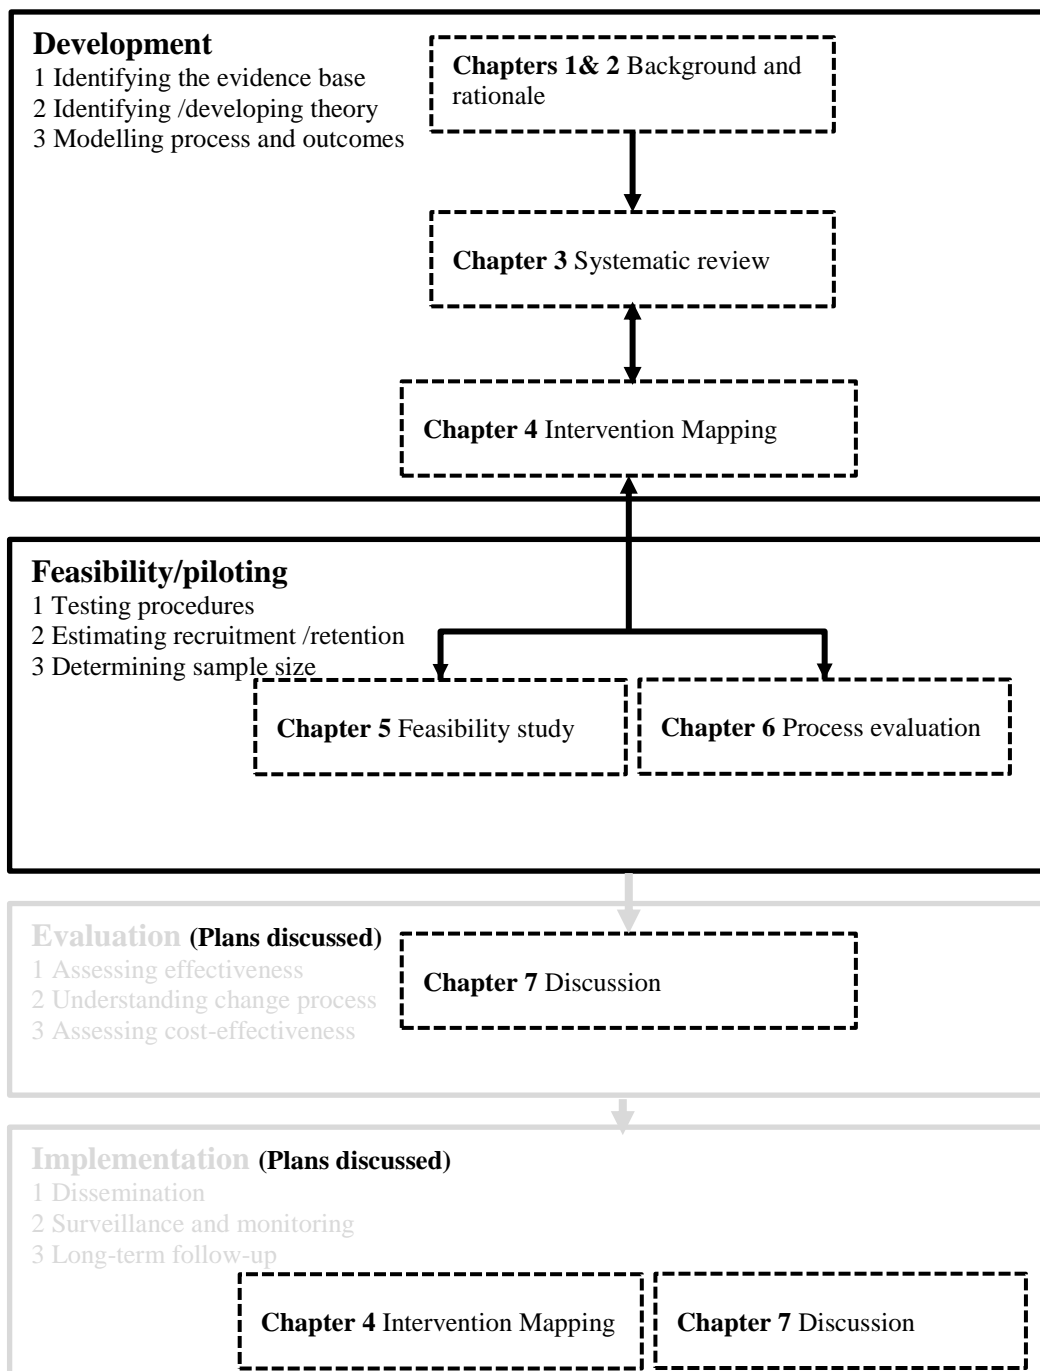 Development
1 Identifying the evidence base
2 Identifying /developing theory
3 Modelling process and outcomes
Chapters 1& 2 Background and
rationale
Chapter 3 Systematic review
Chapter 4 Intervention Mapping
Feasibility/piloting
1 Testing procedures
2 Estimating recruitment /retention
3 Determining sample size
Chapter 5 Feasibility study
Chapter 6 Process evaluation
Evaluation (Plans discussed)
1 Assessing effectiveness
2 Understanding change process
3 Assessing cost-effectiveness
Chapter 7 Discussion
Implementation (Plans discussed)
1 Dissemination
2 Surveillance and monitoring
3 Long-term follow-up
Chapter 4 Intervention Mapping
Chapter 7 Discussion